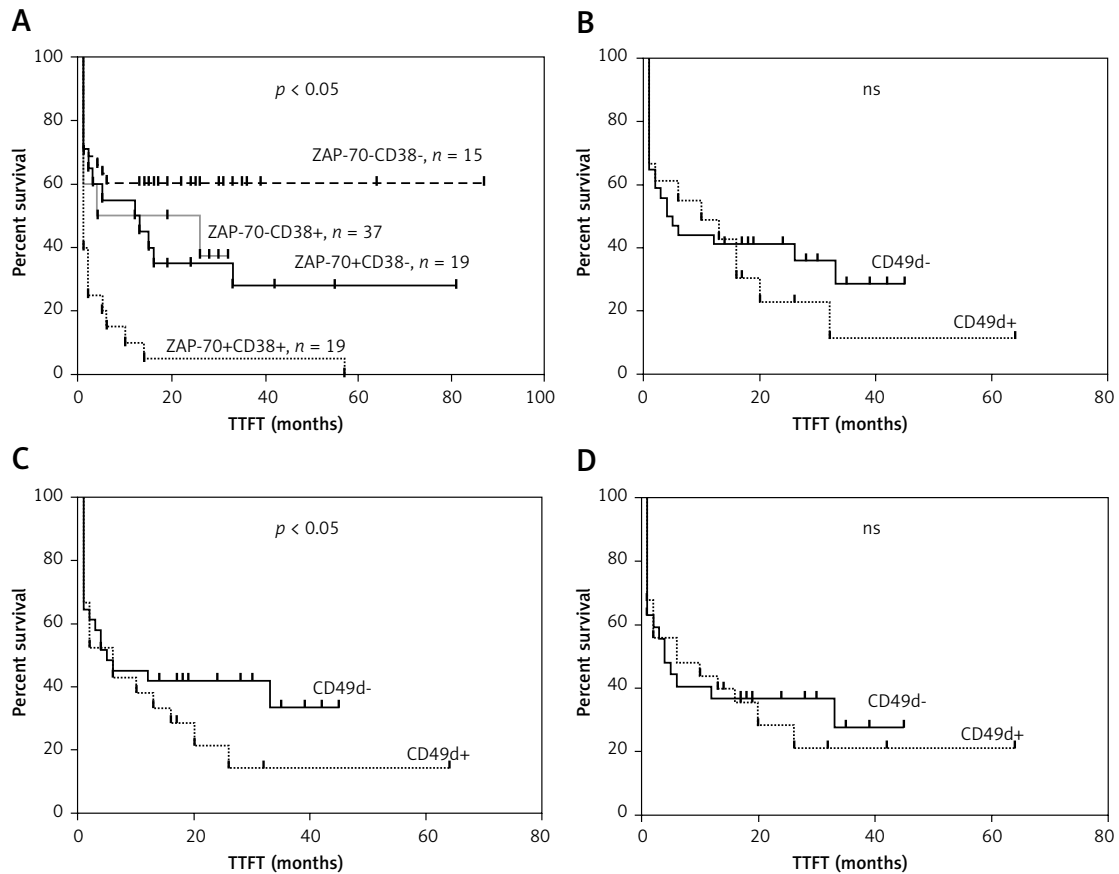 A
Percent survival
100
80
60
40
20
0
p < 0.05
ZAP-70-CD38-, n = 15
ZAP-70-CD38+, n = 37
ZAP-70+CD38-, n = 19
ZAP-70+CD38+, n = 19
0 20 40 60 80 100
TTFT (months)
B
Percent survival
100
80
60
40
20
0
ns
CD49d-
CD49d+
0 20 40 60 80
TTFT (months)
C
Percent survival
100
80
60
40
20
0
p < 0.05
CD49d-
CD49d+
0 20 40 60 80
TTFT (months)
D
Percent survival
100
80
60
40
20
0
ns
CD49d-
CD49d+
0 20 40 60 80
TTFT (months)